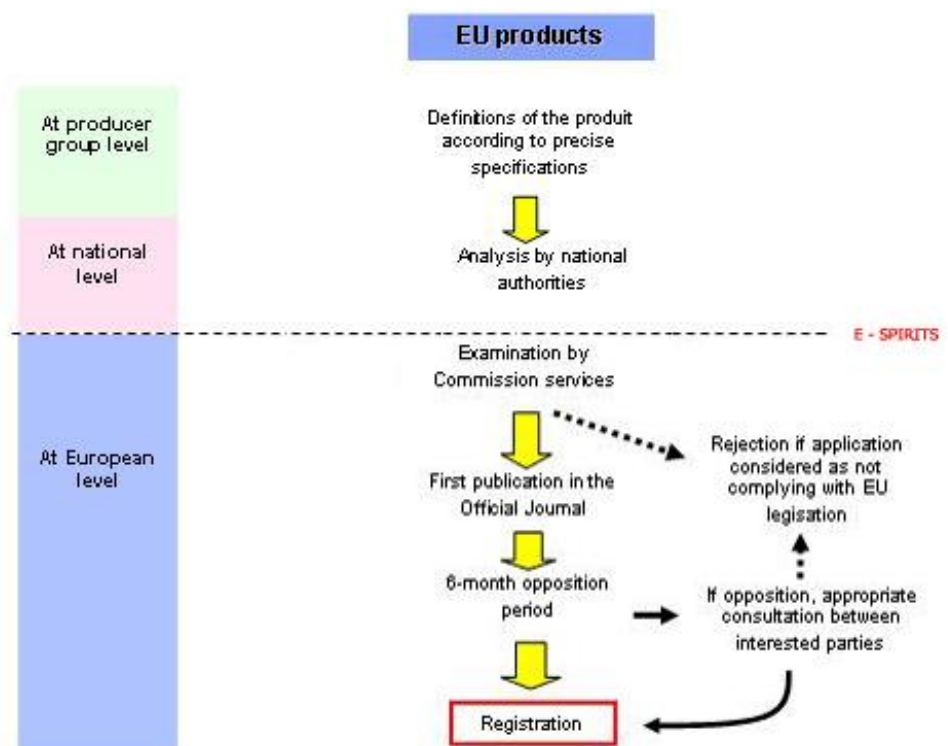 EU products
At producer
group level
Definitions of the produit
according to precise
specifications
At national
level
Analysis by national
authorities
E - SPIRITS
Examination by
Commission services
At European
level
Rejection if application
considered as not
complying with EU
legisation
First publication in the
Official Journal
6-month opposition
period
If opposition, appropriate
consultation between
interested parties
Registration